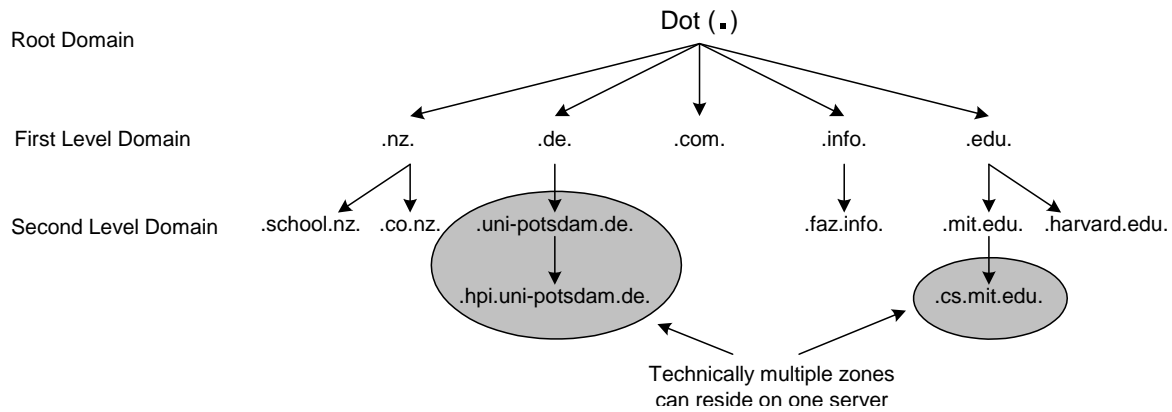 Dot (.)
Root Domain
First Level Domain
.nz.
.de.
.com.
.info.
.edu.
Second Level Domain
.school.nz.
.co.nz.
.uni-potsdam.de.
.faz.info.
.mit.edu.
.harvard.edu.
.hpi.uni-potsdam.de.
.cs.mit.edu.
Technically multiple zones
can reside on one server